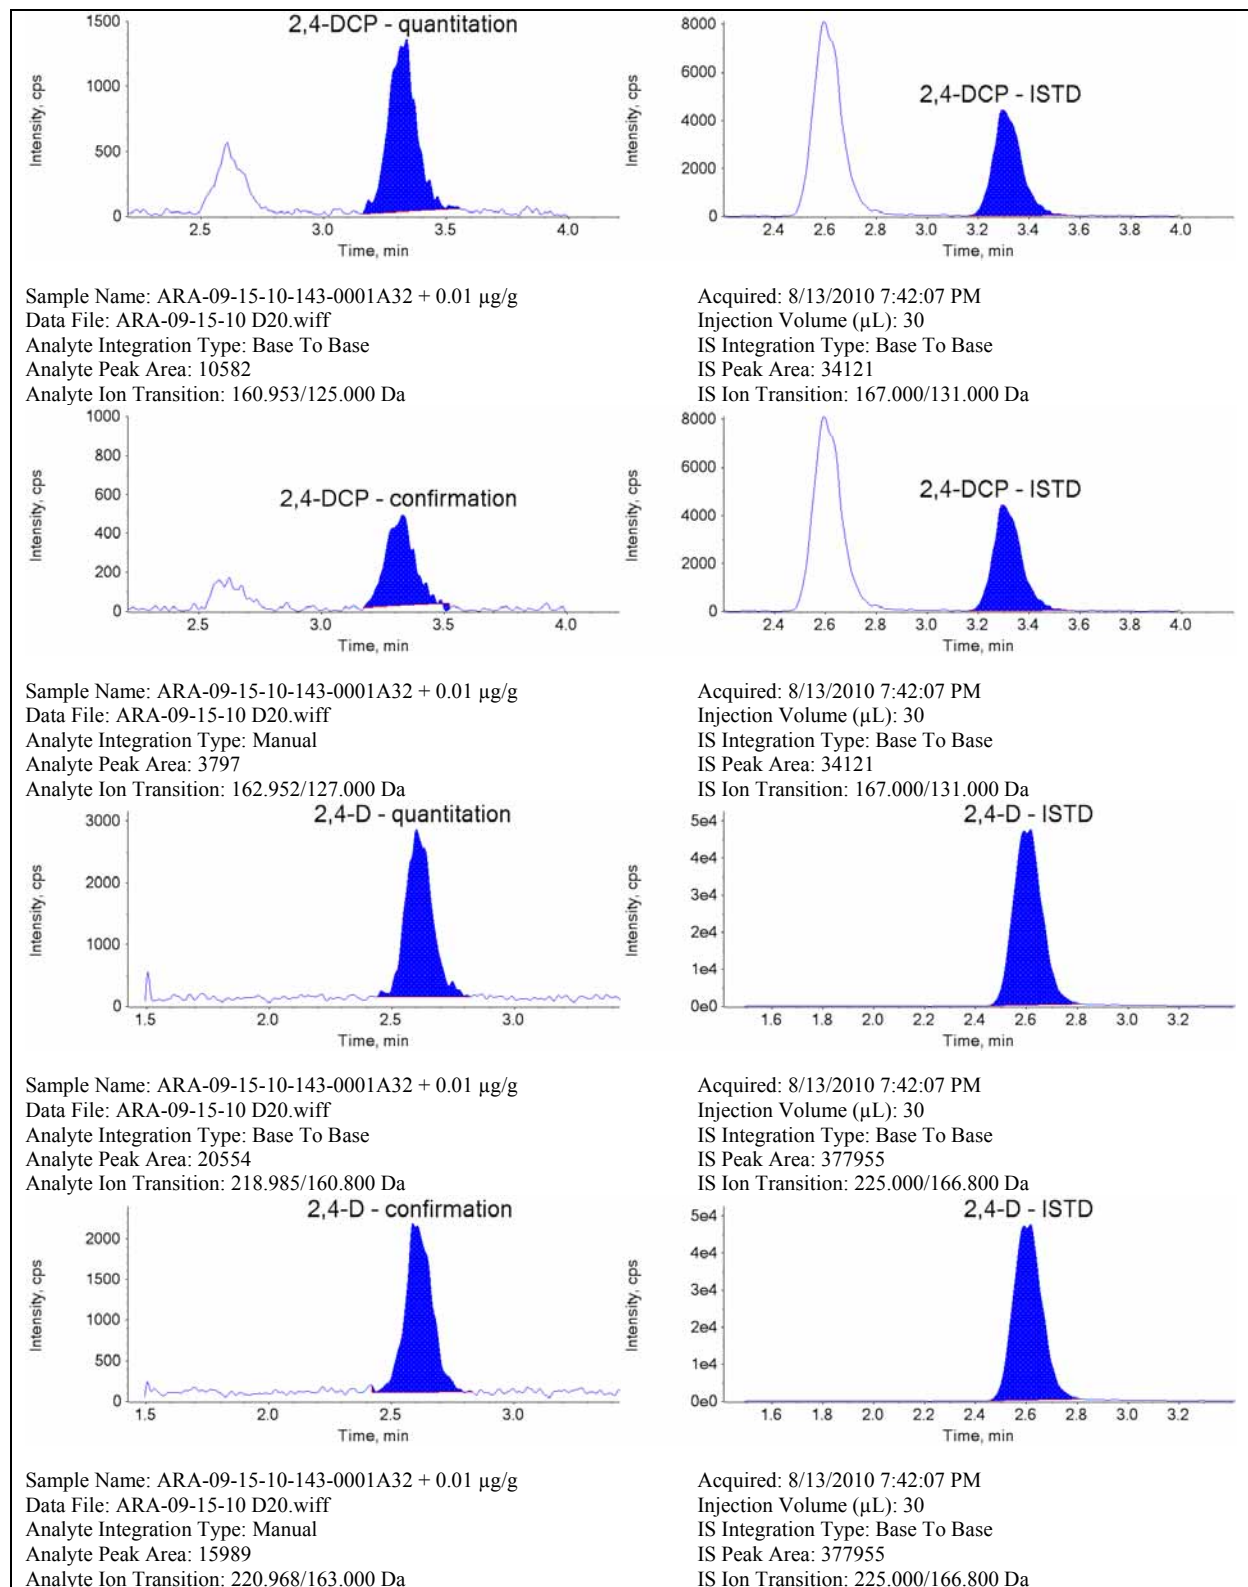 2,4-DCP - quantitation
1500
1000
500
0
Intensity, cps
2.5 3.0 3.5 4.0
Time, min
2,4-DCP - ISTD
8000
6000
4000
2000
0
Intensity, cps
2.4 2.6 2.8 3.0 3.2 3.4 3.6 3.8 4.0
Time, min
Sample Name: ARA-09-15-10-143-0001A32 + 0.01 µg/g
Data File: ARA-09-15-10 D20.wiff
Analyte Integration Type: Base To Base
Analyte Peak Area: 10582
Analyte Ion Transition: 160.953/125.000 Da
Acquired: 8/13/2010 7:42:07 PM
Injection Volume (µL): 30
IS Integration Type: Base To Base
IS Peak Area: 34121
IS Ion Transition: 167.000/131.000 Da
2,4-DCP - confirmation
1000
800
600
400
200
0
Intensity, cps
2.5 3.0 3.5 4.0
Time, min
2,4-DCP - ISTD
8000
6000
4000
2000
0
Intensity, cps
2.4 2.6 2.8 3.0 3.2 3.4 3.6 3.8 4.0
Time, min
Sample Name: ARA-09-15-10-143-0001A32 + 0.01 µg/g
Data File: ARA-09-15-10 D20.wiff
Analyte Integration Type: Manual
Analyte Peak Area: 3797
Analyte Ion Transition: 162.952/127.000 Da
Acquired: 8/13/2010 7:42:07 PM
Injection Volume (µL): 30
IS Integration Type: Base To Base
IS Peak Area: 34121
IS Ion Transition: 167.000/131.000 Da
2,4-D - quantitation
3000
2000
1000
0
Intensity, cps
1.5 2.0 2.5 3.0
Time, min
2,4-D - ISTD
5e4
4e4
3e4
2e4
1e4
0e0
Intensity, cps
1.6 1.8 2.0 2.2 2.4 2.6 2.8 3.0 3.2
Time, min
Sample Name: ARA-09-15-10-143-0001A32 + 0.01 µg/g
Data File: ARA-09-15-10 D20.wiff
Analyte Integration Type: Base To Base
Analyte Peak Area: 20554
Analyte Ion Transition: 218.985/160.800 Da
Acquired: 8/13/2010 7:42:07 PM
Injection Volume (µL): 30
IS Integration Type: Base To Base
IS Peak Area: 377955
IS Ion Transition: 225.000/166.800 Da
2,4-D - confirmation
2000
1500
1000
500
0
Intensity, cps
1.5 2.0 2.5 3.0
Time, min
2,4-D - ISTD
5e4
4e4
3e4
2e4
1e4
0e0
Intensity, cps
1.6 1.8 2.0 2.2 2.4 2.6 2.8 3.0 3.2
Time, min
Sample Name: ARA-09-15-10-143-0001A32 + 0.01 µg/g
Data File: ARA-09-15-10 D20.wiff
Analyte Integration Type: Manual
Analyte Peak Area: 15989
Analyte Ion Transition: 220.968/163.000 Da
Acquired: 8/13/2010 7:42:07 PM
Injection Volume (µL): 30
IS Integration Type: Base To Base
IS Peak Area: 377955
IS Ion Transition: 225.000/166.800 Da